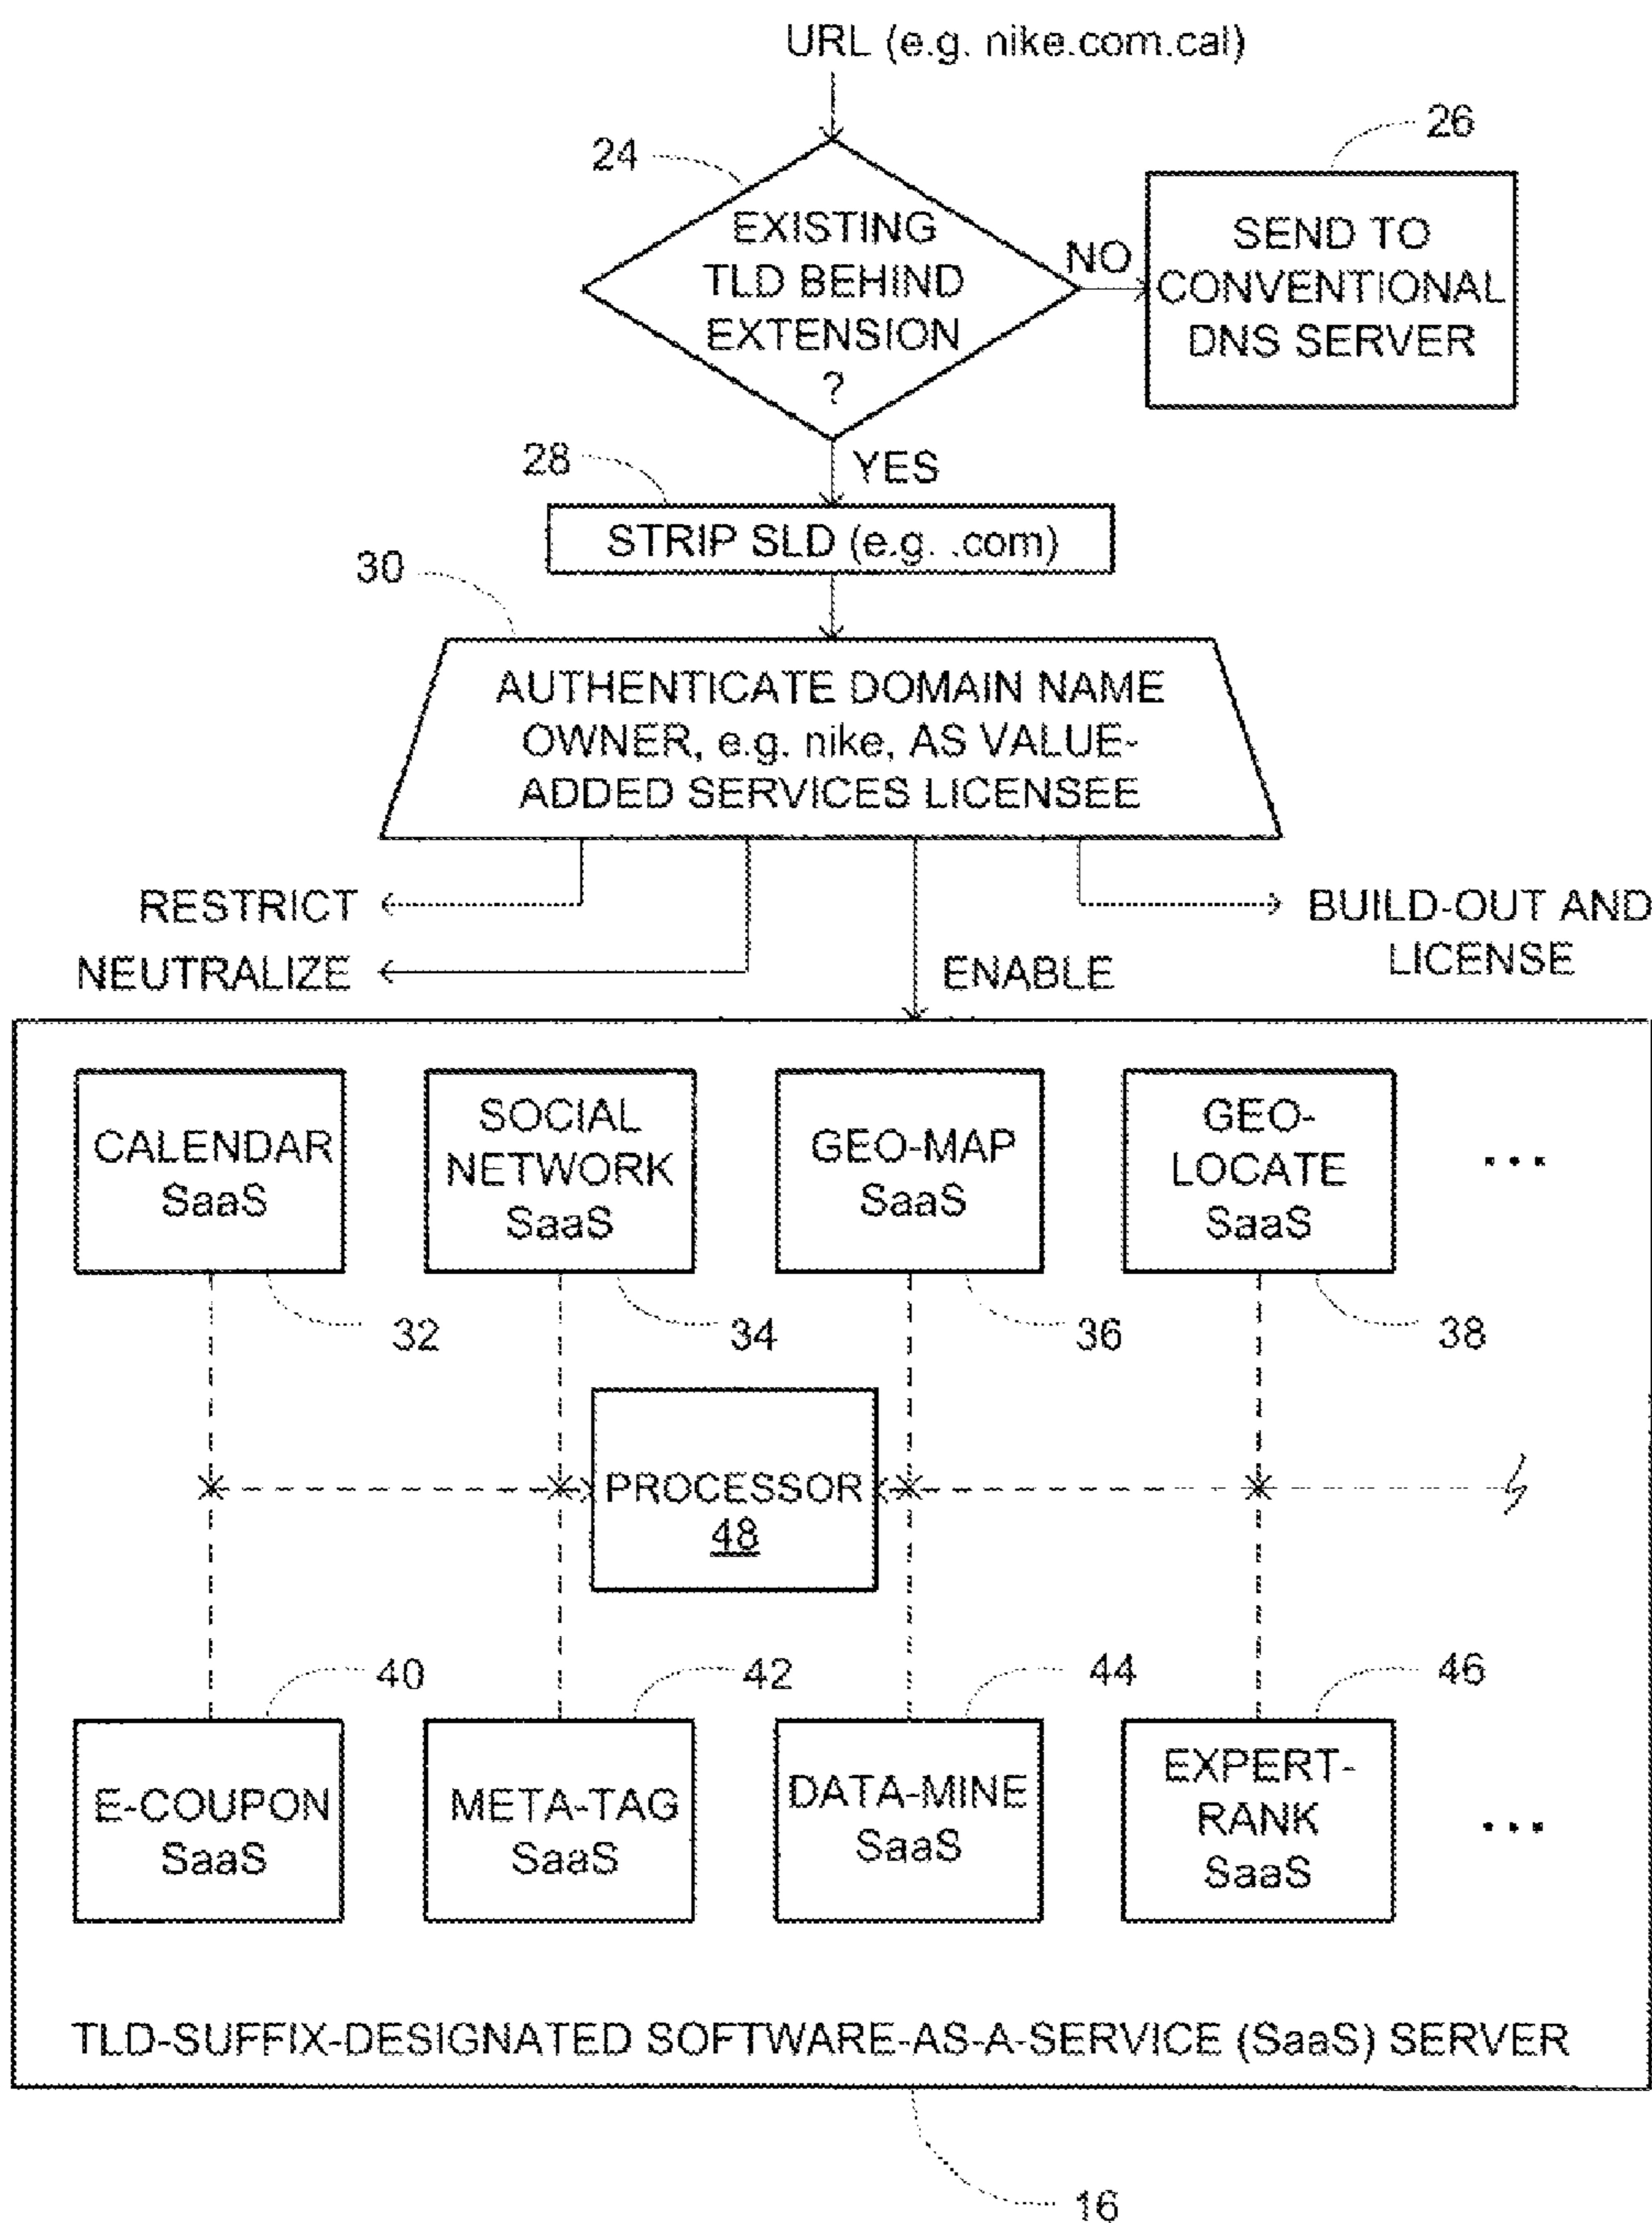 URL (e.g. nike.com.cal)
24
26
EXISTING
TLD BEHIND
EXTENSION
?
NO
SEND TO
CONVENTIONAL
DNS SERVER
28
YES
STRIP SLD (e.g. .com)
30
AUTHENTICATE DOMAIN NAME
OWNER, e.g. nike, AS VALUE-
ADDED SERVICES LICENSEE
RESTRICT
NEUTRALIZE
ENABLE
BUILD-OUT AND
LICENSE
CALENDAR
SaaS
SOCIAL
NETWORK
SaaS
GEO-MAP
SaaS
GEO-
LOCATE
SaaS
...
32
34
36
38
PROCESSOR
48
40
42
44
46
E-COUPON
SaaS
META-TAG
SaaS
DATA-MINE
SaaS
EXPERT-
RANK
SaaS
...
TLD-SUFFIX-DESIGNATED SOFTWARE-AS-A-SERVICE (SaaS) SERVER
16